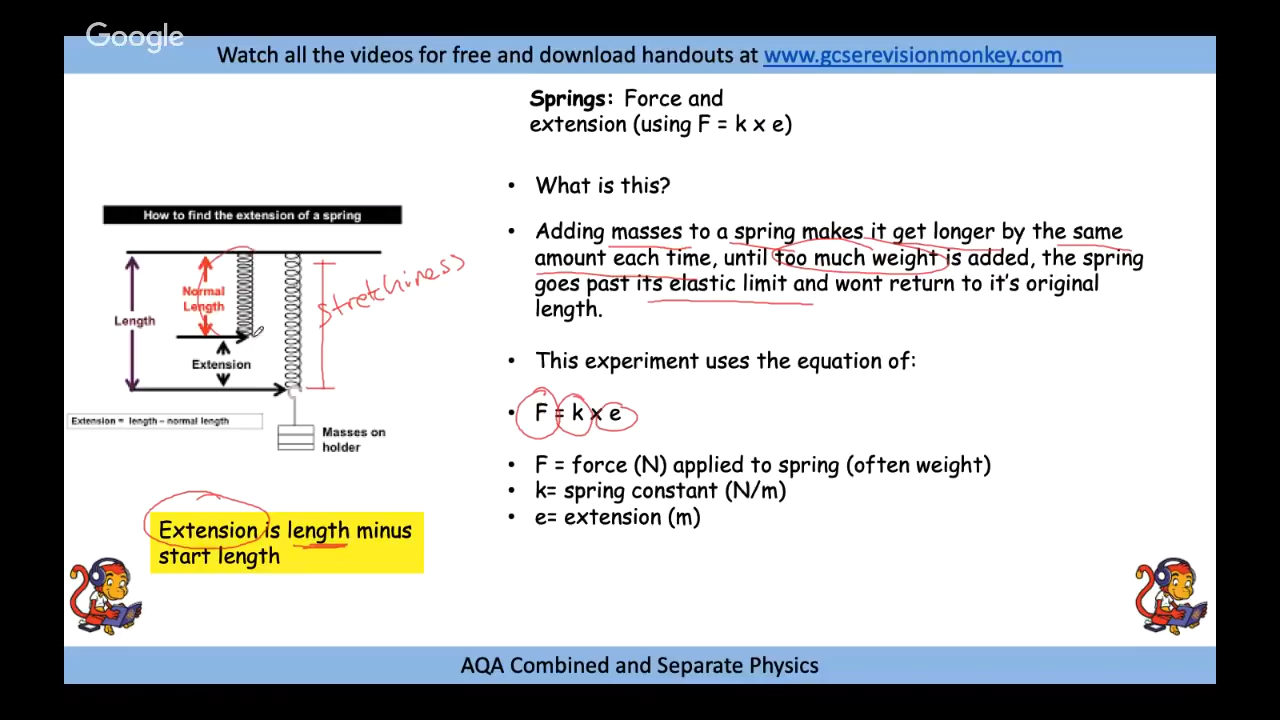 Google
Watch all the videos for free and download handouts at www.gcserevisionmonkey.com
Springs: Force and
extension (using F = k x e)
• What is this?
• Adding masses to a spring makes it get longer by the same
amount each time, until too much weight is added, the spring
goes past its elastic limit and wont return to it's original
length.
• This experiment uses the equation of:
• F = k x e
• F = force (N) applied to spring (often weight)
• k= spring constant (N/m)
• e= extension (m)
How to find the extension of a spring
Normal
Length
Length
Extension
stretchiness
Extension = length – normal length
Masses on
holder
Extension is length minus
start length
AQA Combined and Separate Physics